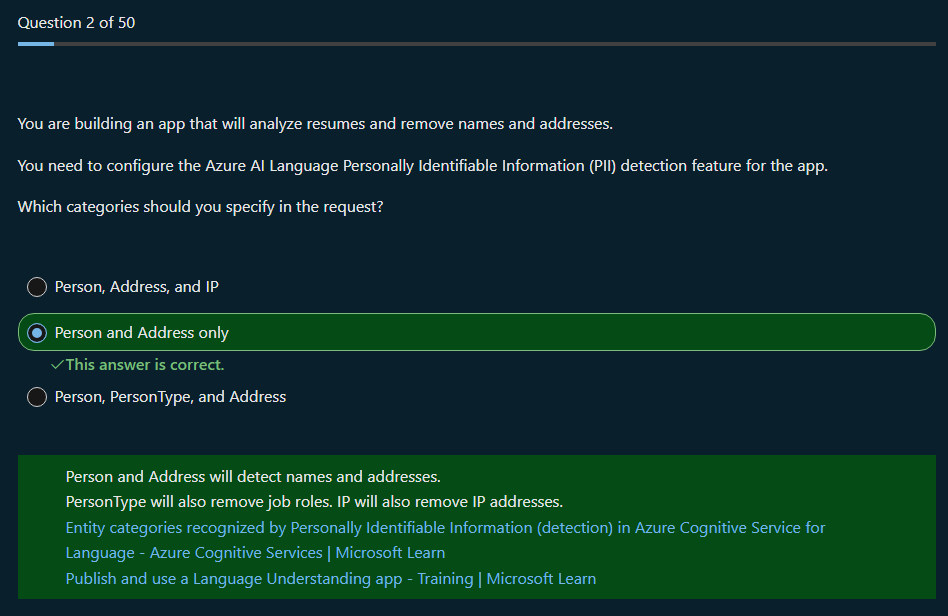 Question 2 of 50
You are building an app that will analyze resumes and remove names and addresses.
You need to configure the Azure AI Language Personally Identifiable Information (PII) detection feature for the app.
Which categories should you specify in the request?
Person, Address, and IP
Person and Address only
This answer is correct.
Person, PersonType, and Address
Person and Address will detect names and addresses.
PersonType will also remove job roles. IP will also remove IP addresses.
Entity categories recognized by Personally Identifiable Information (detection) in Azure Cognitive Service for
Language - Azure Cognitive Services | Microsoft Learn
Publish and use a Language Understanding app - Training | Microsoft Learn